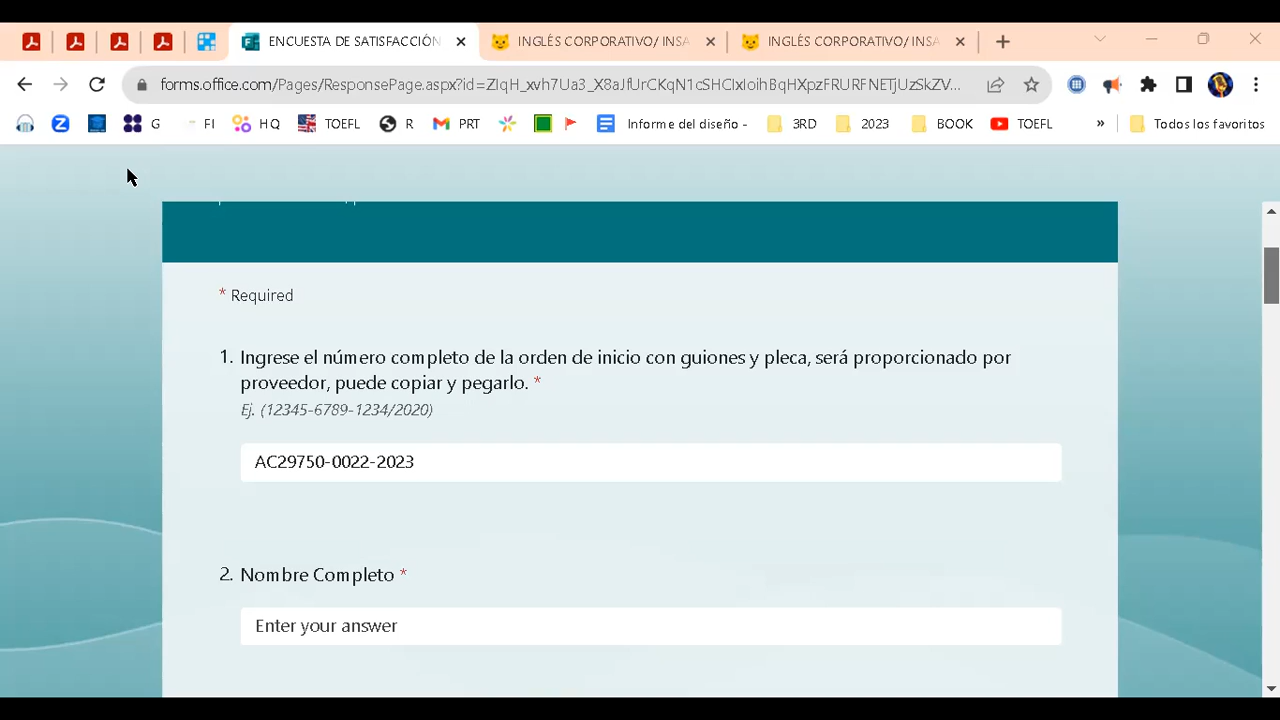 ENCUESTA DE SATISFACCIÓN
INGLÉS CORPORATIVO/ INSA
INGLÉS CORPORATIVO/ INSA
forms.office.com/Pages/ResponsePage.aspx?id=
G
FI
HQ
TOEFL
R
PRT
Informe del diseño -
3RD
2023
BOOK
TOEFL
»
Todos los favoritos
* Required
1. Ingrese el número completo de la orden de inicio con guiones y pleca, será proporcionado por
proveedor, puede copiar y pegarlo. *
Ej. (12345-6789-1234/2020)
AC29750-0022-2023
2. Nombre Completo *
Enter your answer